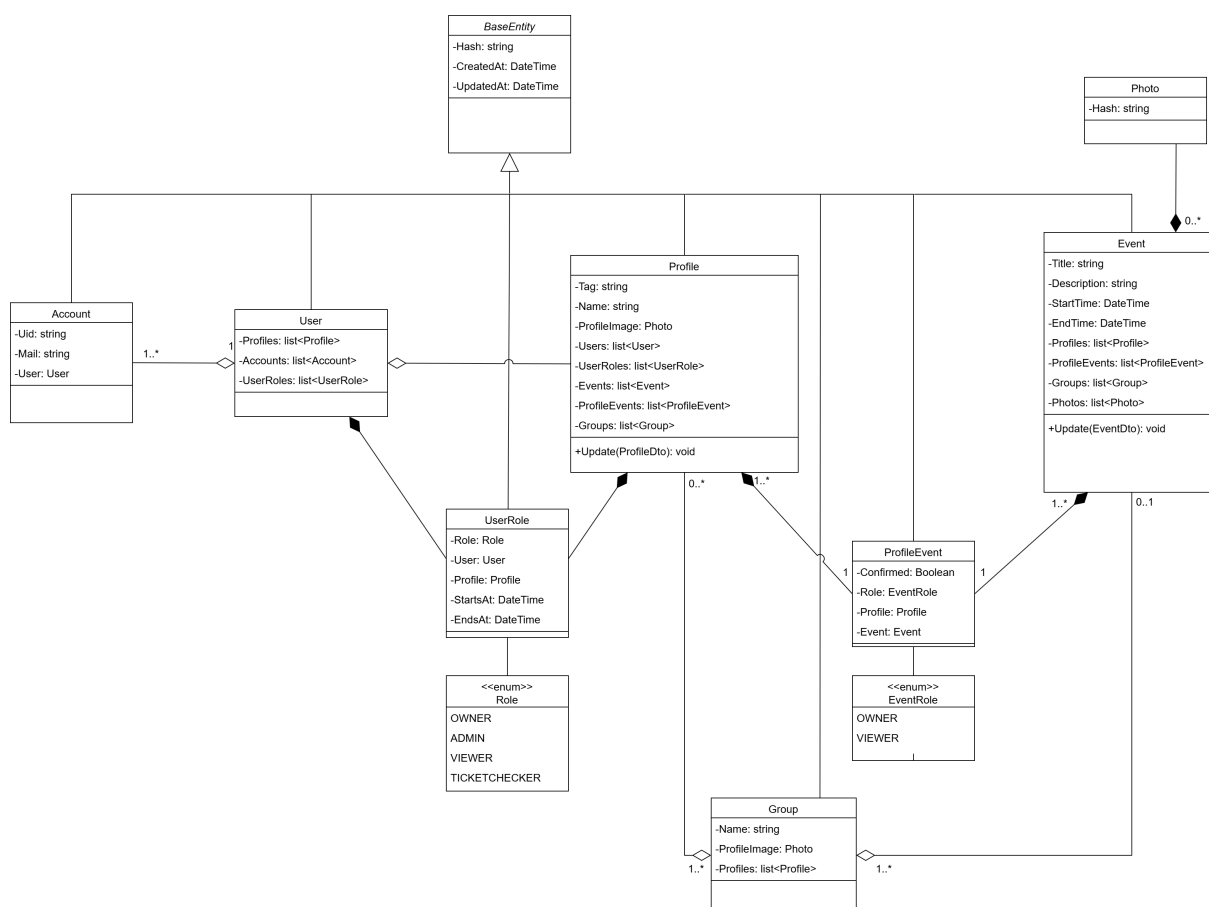 BaseEntity
-Hash: string
-CreatedAt: DateTime
-UpdatedAt: DateTime
Photo
-Hash: string
0..*
Event
-Title: string
-Description: string
-StartTime: DateTime
-EndTime: DateTime
-Profiles: list<Profile>
-ProfileEvents: list<ProfileEvent>
-Groups: list<Group>
-Photos: list<Photo>
+Update(EventDto): void
Profile
-Tag: string
-Name: string
-ProfileImage: Photo
-Users: list<User>
-UserRoles: list<UserRole>
-Events: list<Event>
-ProfileEvents: list<ProfileEvent>
-Groups: list<Group>
+Update(ProfileDto): void
Account
-Uid: string
-Mail: string
-User: User
1..*
1
User
-Profiles: list<Profile>
-Accounts: list<Account>
-UserRoles: list<UserRole>
0..*
1..*
1..*
0..1
UserRole
-Role: Role
-User: User
-Profile: Profile
-StartsAt: DateTime
-EndsAt: DateTime
ProfileEvent
-Confirmed: Boolean
-Role: EventRole
-Profile: Profile
-Event: Event
1
1
<<enum>>
Role
OWNER
ADMIN
VIEWER
TICKETCHECKER
<<enum>>
EventRole
OWNER
VIEWER
Group
-Name: string
-ProfileImage: Photo
-Profiles: list<Profile>
1..*
1..*